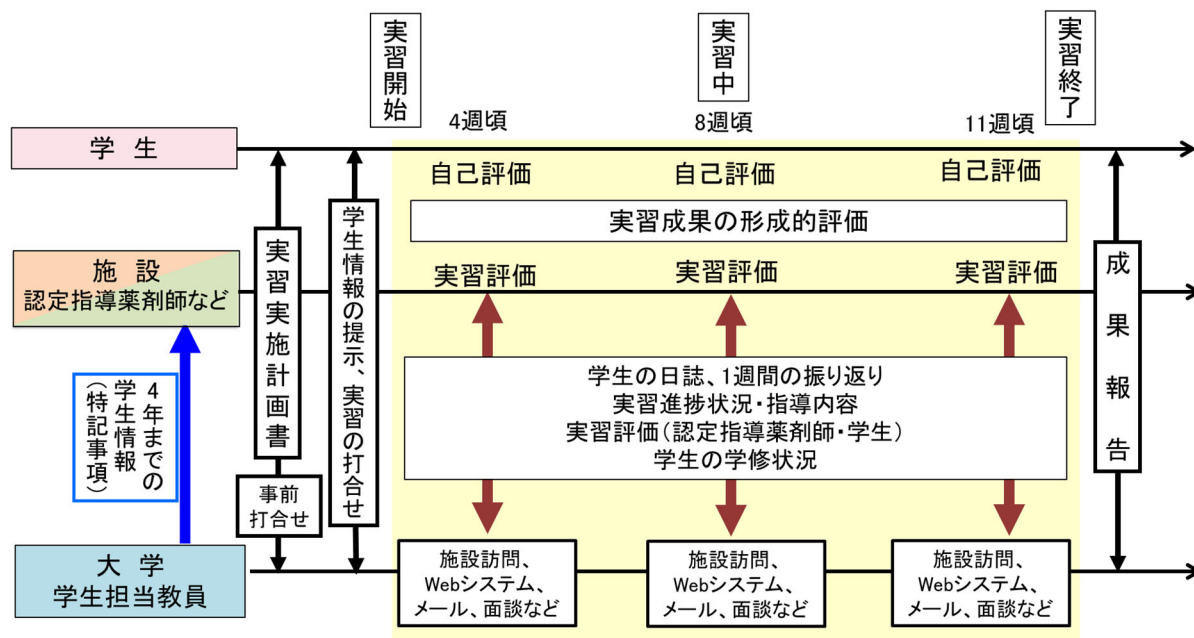 実習開始
実習中
実習終了
4週頃
8週頃
11週頃
学 生
自己評価
自己評価
自己評価
実習成果の形成的評価
施 設
認定指導薬剤師など
実習評価
実習評価
実習評価
4年までの
学生情報
(特記事項)
実習実施計画書
事前
打合せ
学生情報の提示、実習の打合せ
学生の日誌、1週間の振り返り
実習進捗状況・指導内容
実習評価(認定指導薬剤師・学生)
学生の学修状況
成果報告
大 学
学生担当教員
施設訪問、
Webシステム、
メール、面談など
施設訪問、
Webシステム、
メール、面談など
施設訪問、
Webシステム、
メール、面談など